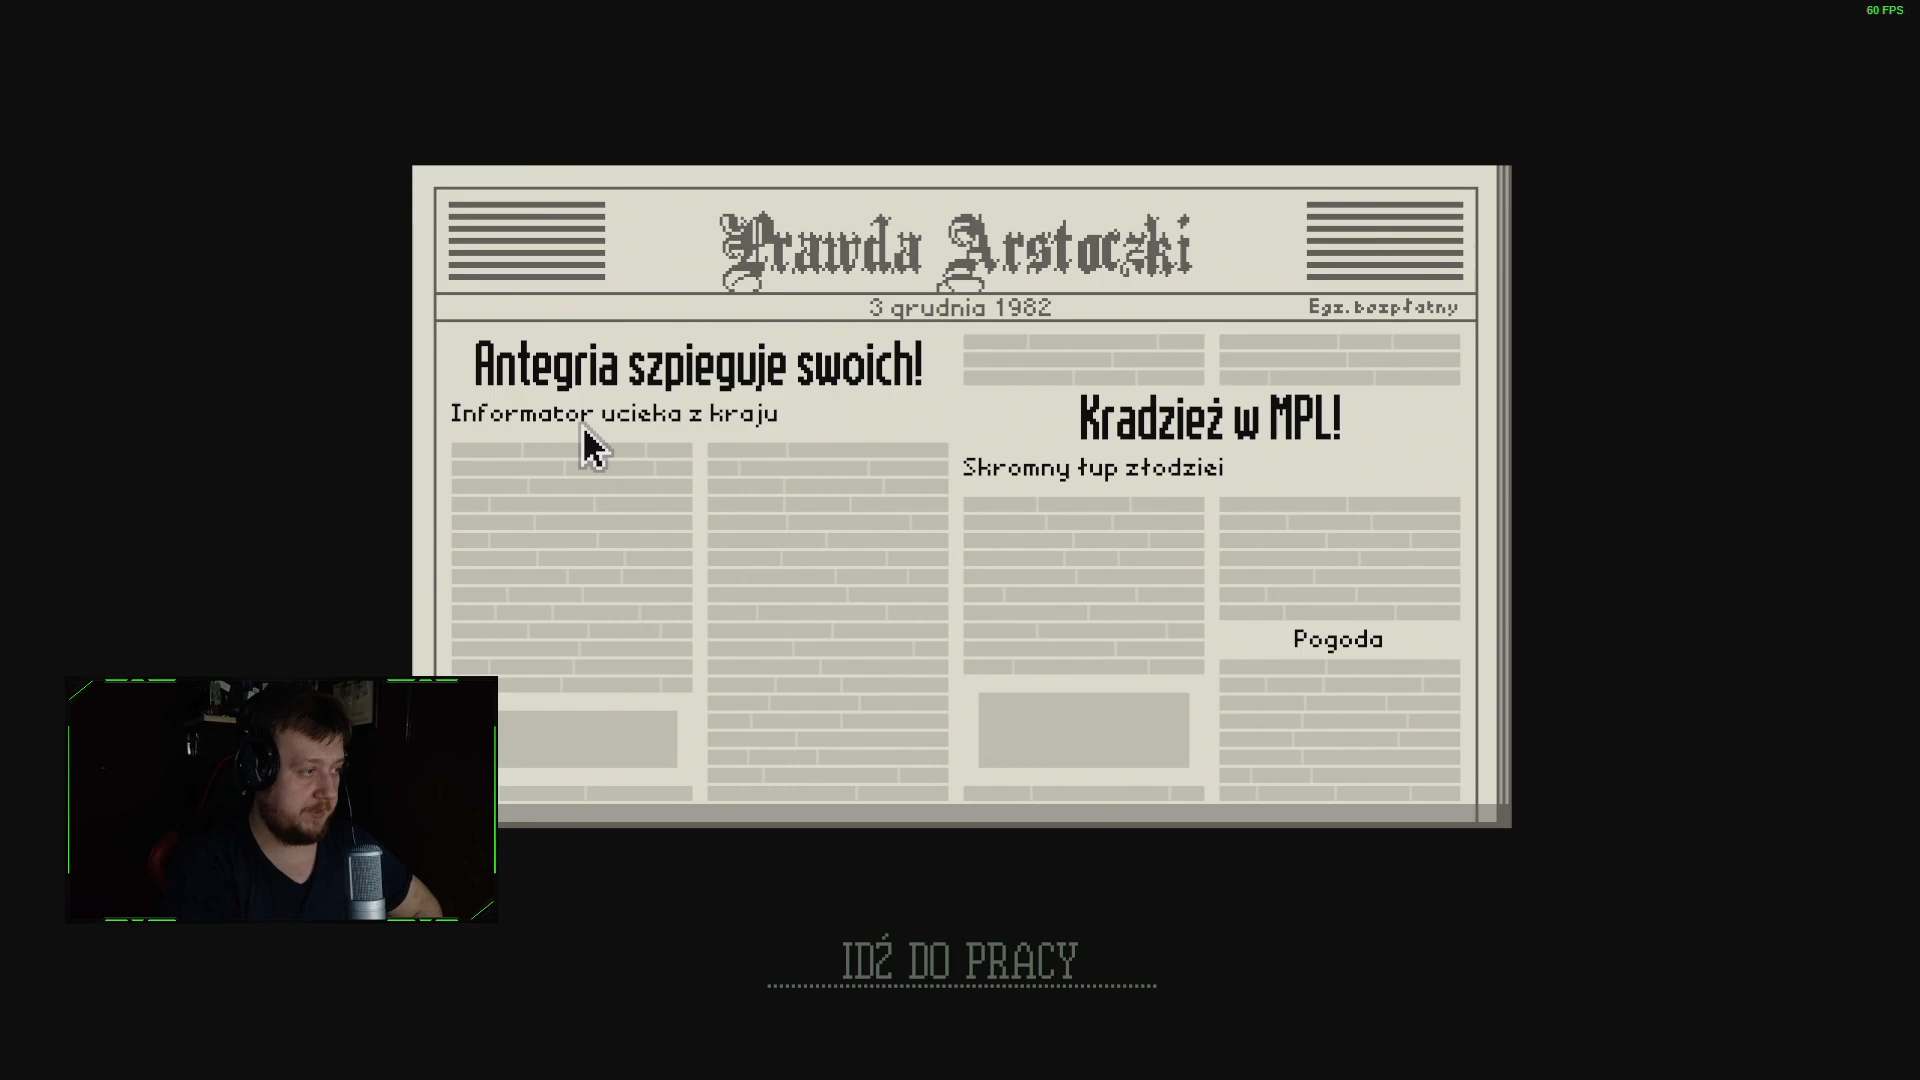 60 FPS
Prawda Arstoczki
3 grudnia 1982
Egz. bezpłatny
Antegria szpieguje swoich!
Informator ucieka z kraju
Kradzież w MPL!
Skromny łup złodziei
Pogoda
IDŹ DO PRACY